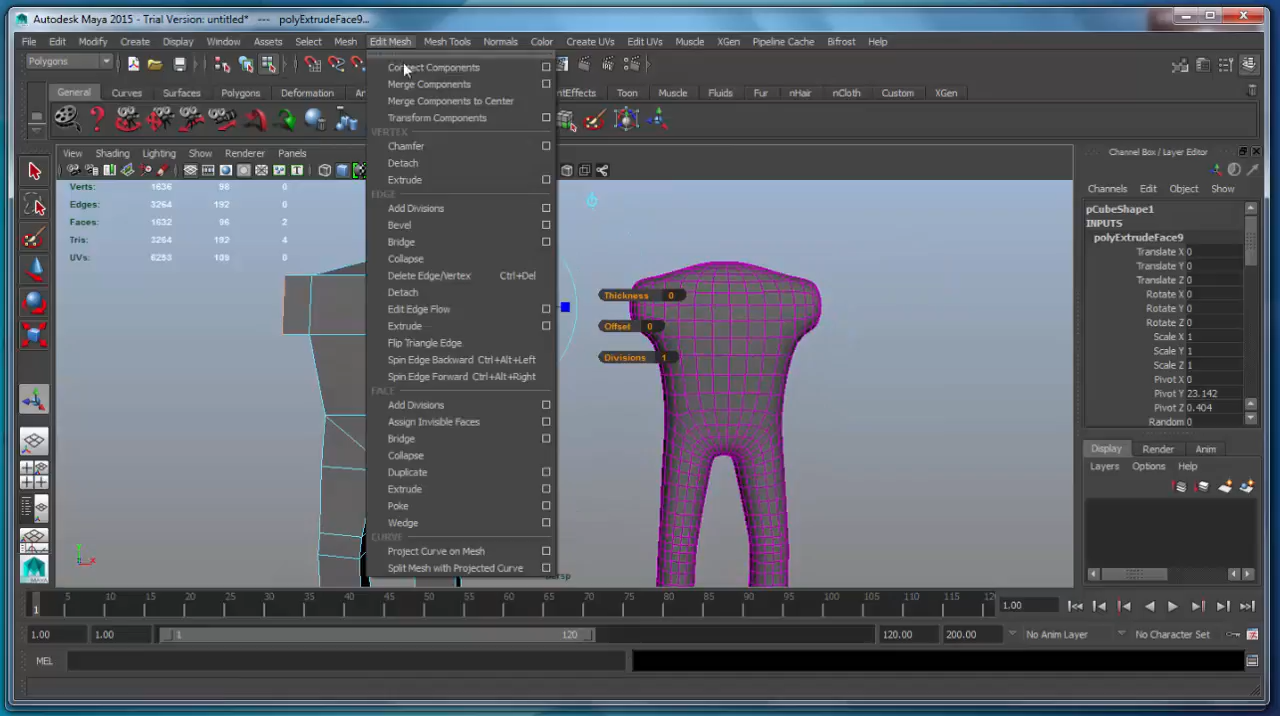 Autodesk Maya 2015 - Trial Version: untitled* --- polyExtrudeFace9...
File Edit Modify Create Display Window Assets Select Mesh Edit Mesh Mesh Tools Normals Color Create UVs Edit UVs Muscle XGen Pipeline Cache Bifrost Help
Polygons
General Curves Surfaces Polygons Deformation
Toon Muscle Fluids Fur nHair nCloth Custom XGen
View Shading Lighting Show Renderer Panels
Verts: 1636 98 0
Edges: 3264 192 0
Faces: 1632 96 2
Tris: 3264 192 4
UVs: 6253 109 0
Connect Components
Merge Components
Merge Components to Center
Transform Components
VERTEX
Chamfer
Detach
Extrude
EDGE
Add Divisions
Bevel
Bridge
Collapse
Delete Edge/Vertex Ctrl+Del
Detach
Edit Edge Flow
Extrude
Flip Triangle Edge
Spin Edge Backward Ctrl+Alt+Left
Spin Edge Forward Ctrl+Alt+Right
FACE
Add Divisions
Assign Invisible Faces
Bridge
Collapse
Duplicate
Extrude
Poke
Wedge
CURVE
Project Curve on Mesh
Split Mesh with Projected Curve
Thickness 0
Offset 0
Divisions 1
Channel Box / Layer Editor
Channels Edit Object Show
pCubeShape1
INPUTS
polyExtrudeFace9
Translate X 0
Translate Y 0
Translate Z 0
Rotate X 0
Rotate Y 0
Rotate Z 0
Scale X 1
Scale Y 1
Scale Z 1
Pivot X 0
Pivot Y 23.142
Pivot Z 0.404
Random 0
Display Render Anim
Layers Options Help
1 5 10 15 20 25 30 35 40 45 50 55 60 65 70 75 80 85 90 95 100 105 110 115 12
1.00
1.00 1.00 1 120 120.00 200.00 No Anim Layer No Character Set
MEL